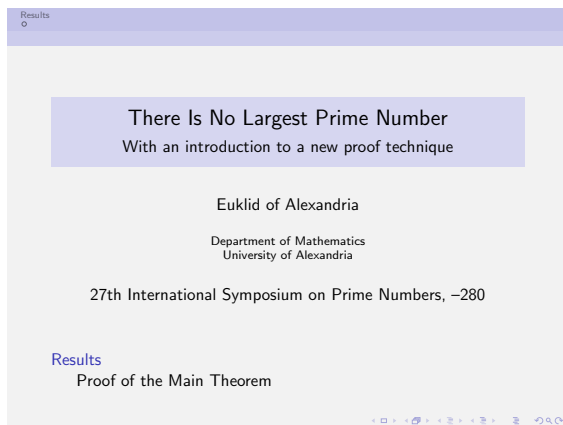 Results
There Is No Largest Prime Number
With an introduction to a new proof technique
Euklid of Alexandria
Department of Mathematics
University of Alexandria
27th International Symposium on Prime Numbers, –280
Results
Proof of the Main Theorem